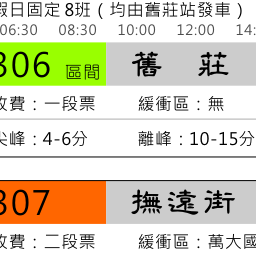 假日固定8班（均由舊莊站發車）
06:30 08:30 10:00 12:00 14:
306 區間 舊 莊
收費：一段票 緩衝區：無
尖峰：4-6分 離峰：10-15分
307 撫遠街
收費：二段票 緩衝區：萬大國